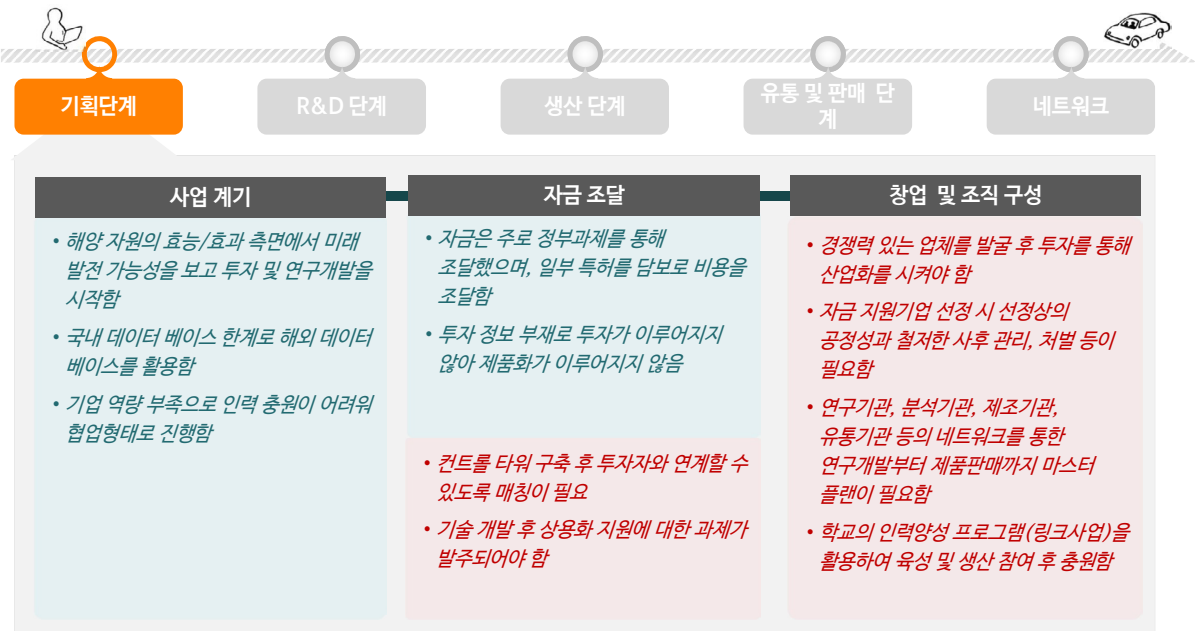 기획단계
R&D 단계
생산 단계
유통 및 판매 단
계
네트워크
사업 계기
• 해양 자원의 효능/효과 측면에서 미래
발전 가능성을 보고 투자 및 연구개발을
시작함
• 국내 데이터 베이스 한계로 해외 데이터
베이스를 활용함
• 기업 역량 부족으로 인력 충원이 어려워
협업형태로 진행함
자금 조달
• 자금은 주로 정부과제를 통해
조달했으며, 일부 특허를 담보로 비용을
조달함
• 투자 정보 부재로 투자가 이루어지지
않아 제품화가 이루어지지 않음
• 컨트롤 타워 구축 후 투자자와 연계할 수
있도록 매칭이 필요
• 기술 개발 후 상용화 지원에 대한 과제가
발주되어야 함
창업 및 조직 구성
• 경쟁력 있는 업체를 발굴 후 투자를 통해
산업화를 시켜야 함
• 자금 지원기업 선정 시 선정상의
공정성과 철저한 사후 관리, 처벌 등이
필요함
• 연구기관, 분석기관, 제조기관,
유통기관 등의 네트워크를 통한
연구개발부터 제품판매까지 마스터
플랜이 필요함
• 학교의 인력양성 프로그램(링크사업)을
활용하여 육성 및 생산 참여 후 충원함